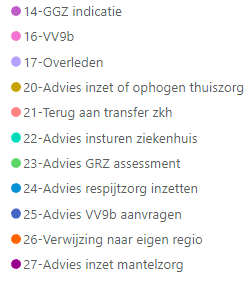 14-GGZ indicatie
16-VV9b
17-Overleden
20-Advies inzet of ophogen thuiszorg
21-Terug aan transfer zkh
22-Advies insturen ziekenhuis
23-Advies GRZ assessment
24-Advies respijtzorg inzetten
25-Advies VV9b aanvragen
26-Verwijzing naar eigen regio
27-Advies inzet mantelzorg